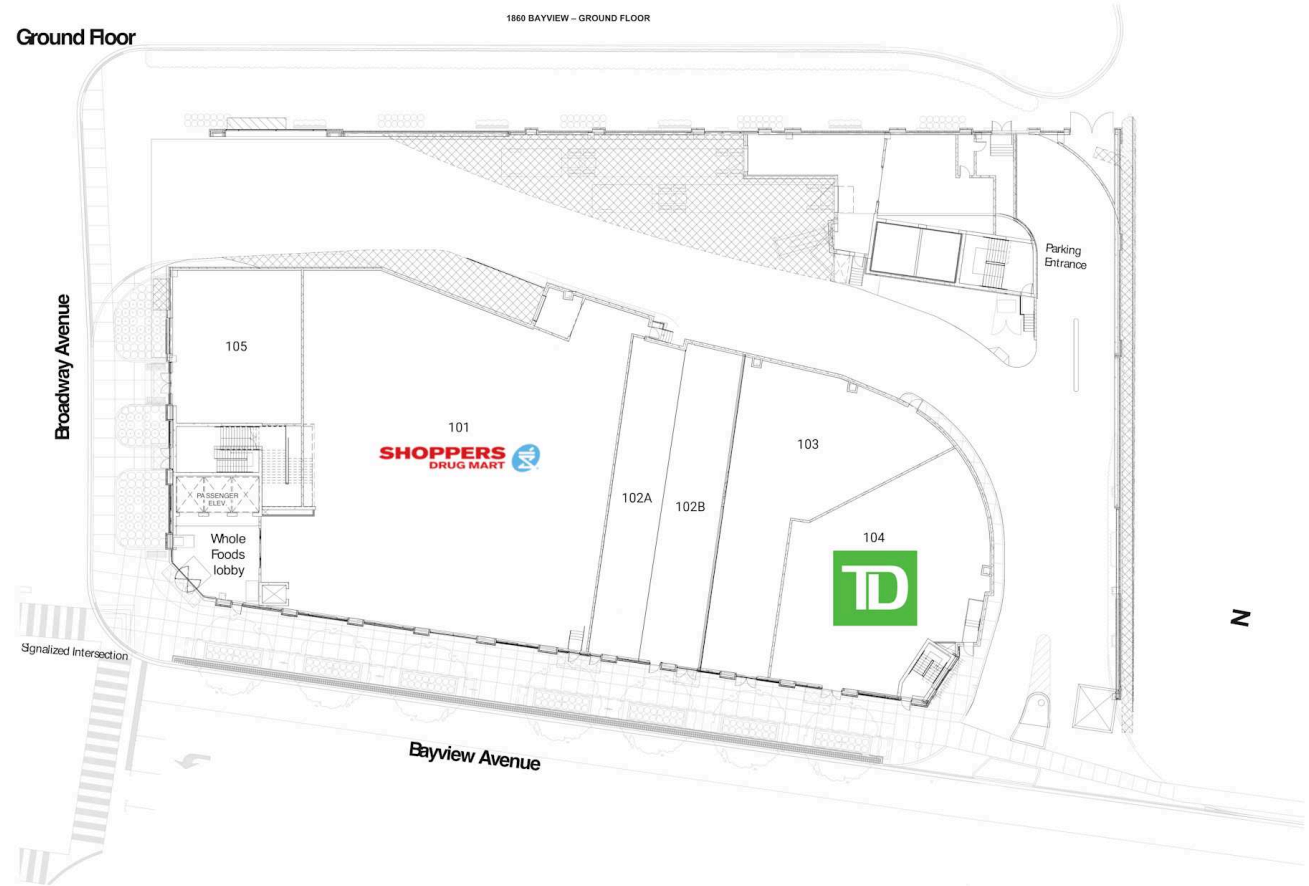 1860 BAYVIEW – GROUND FLOOR
Ground Floor
Parking
Entrance
Broadway Avenue
105
101
SHOPPERS
DRUG MART
103
102A
102B
PASSENGER
ELEV.
Whole
Foods
lobby
104
TD
N
Signalized Intersection
Bayview Avenue